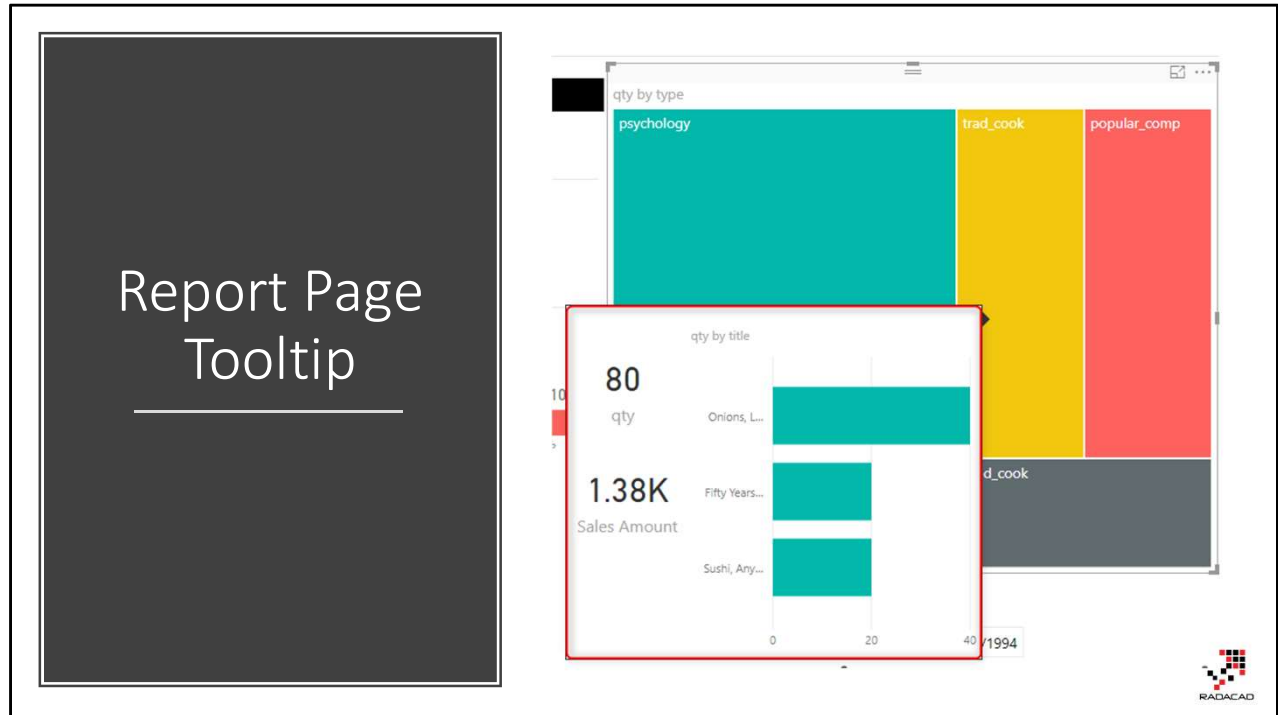 Report Page
Tooltip
qty by type
psychology
trad_cook
popular_comp
d_cook
qty by title
80
qty
1.38K
Sales Amount
Onions, L...
Fifty Years...
Sushi, Any...
0
20
40
10
/1994
RADACAD